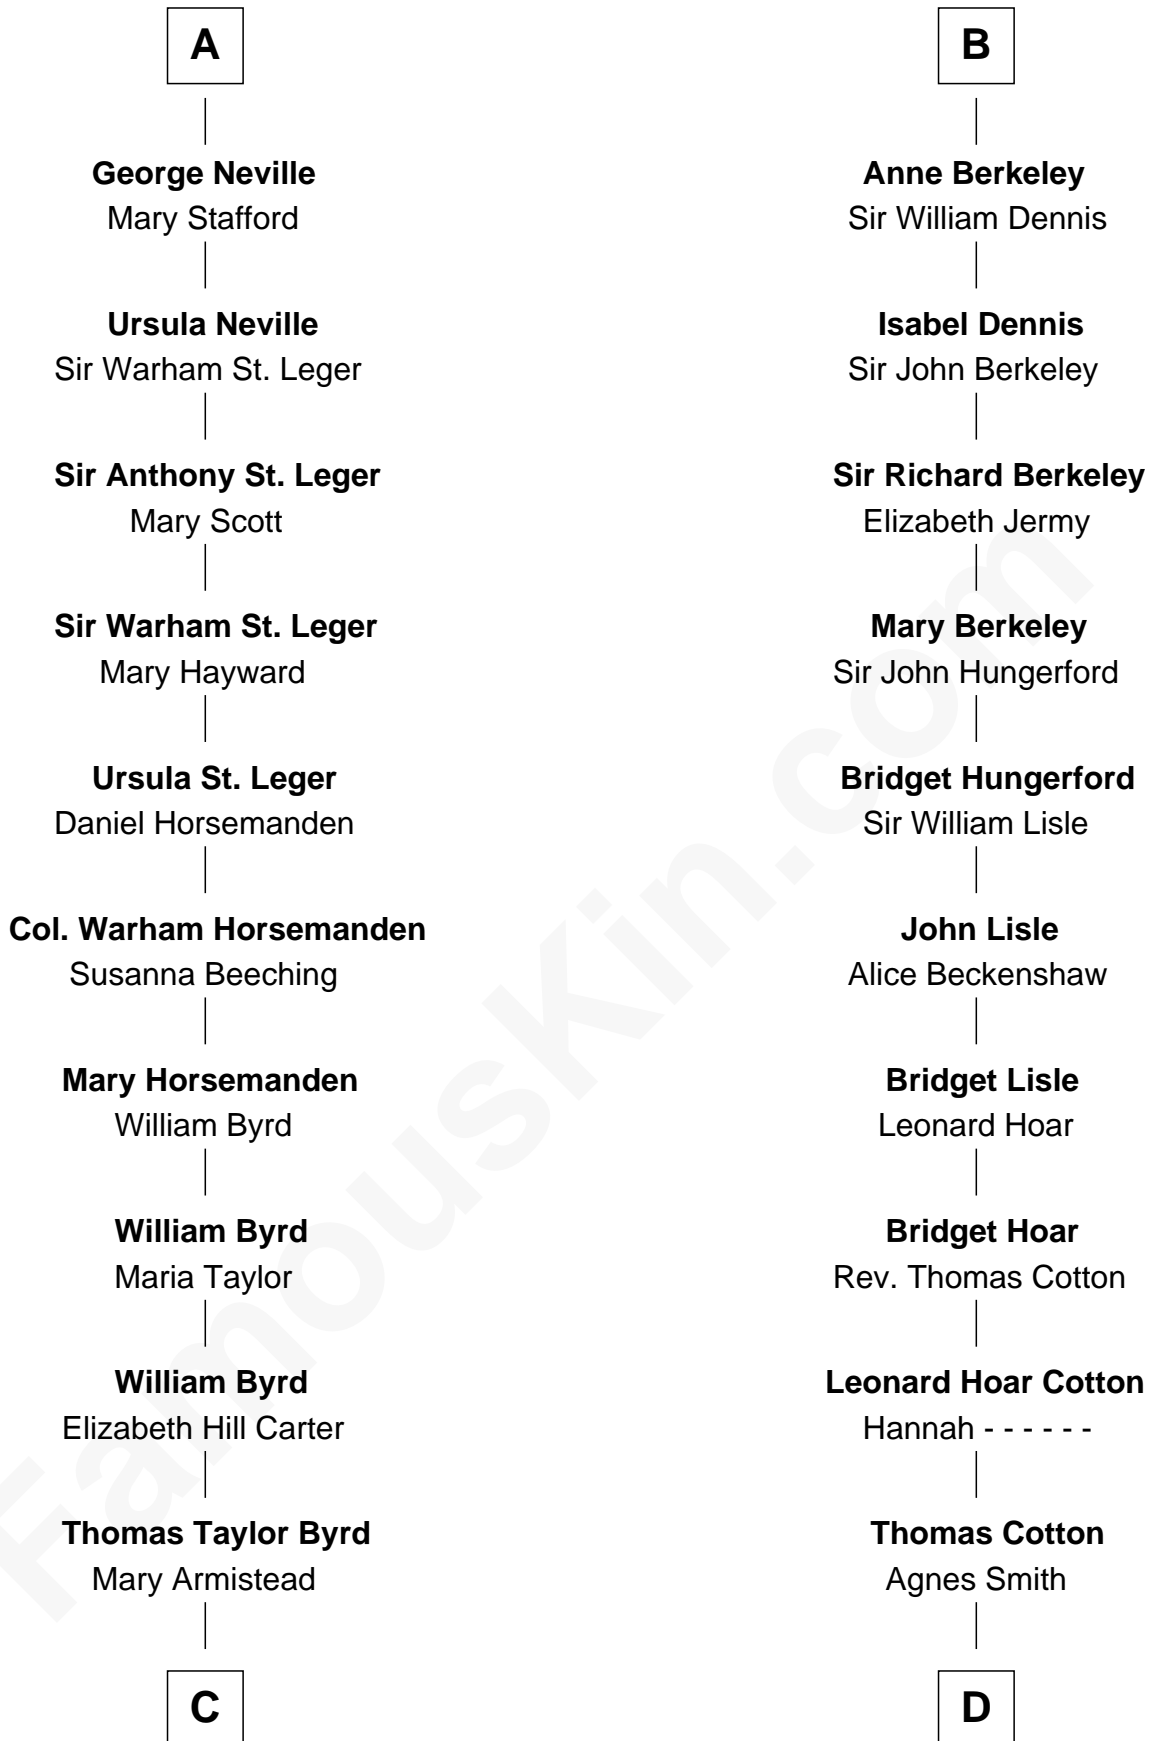 A
George Neville
Mary Stafford
Ursula Neville
Sir Warham St. Leger
Sir Anthony St. Leger
Mary Scott
Sir Warham St. Leger
Mary Hayward
Ursula St. Leger
Daniel Horsemanden
Col. Warham Horsemanden
Susanna Beeching
Mary Horsemanden
William Byrd
William Byrd
Maria Taylor
William Byrd
Elizabeth Hill Carter
Thomas Taylor Byrd
Mary Armistead
C
B
Anne Berkeley
Sir William Dennis
Isabel Dennis
Sir John Berkeley
Sir Richard Berkeley
Elizabeth Jermy
Mary Berkeley
Sir John Hungerford
Bridget Hungerford
Sir William Lisle
John Lisle
Alice Beckenshaw
Bridget Lisle
Leonard Hoar
Bridget Hoar
Rev. Thomas Cotton
Leonard Hoar Cotton
Hannah - - - - - -
Thomas Cotton
Agnes Smith
D
FamousKin.com